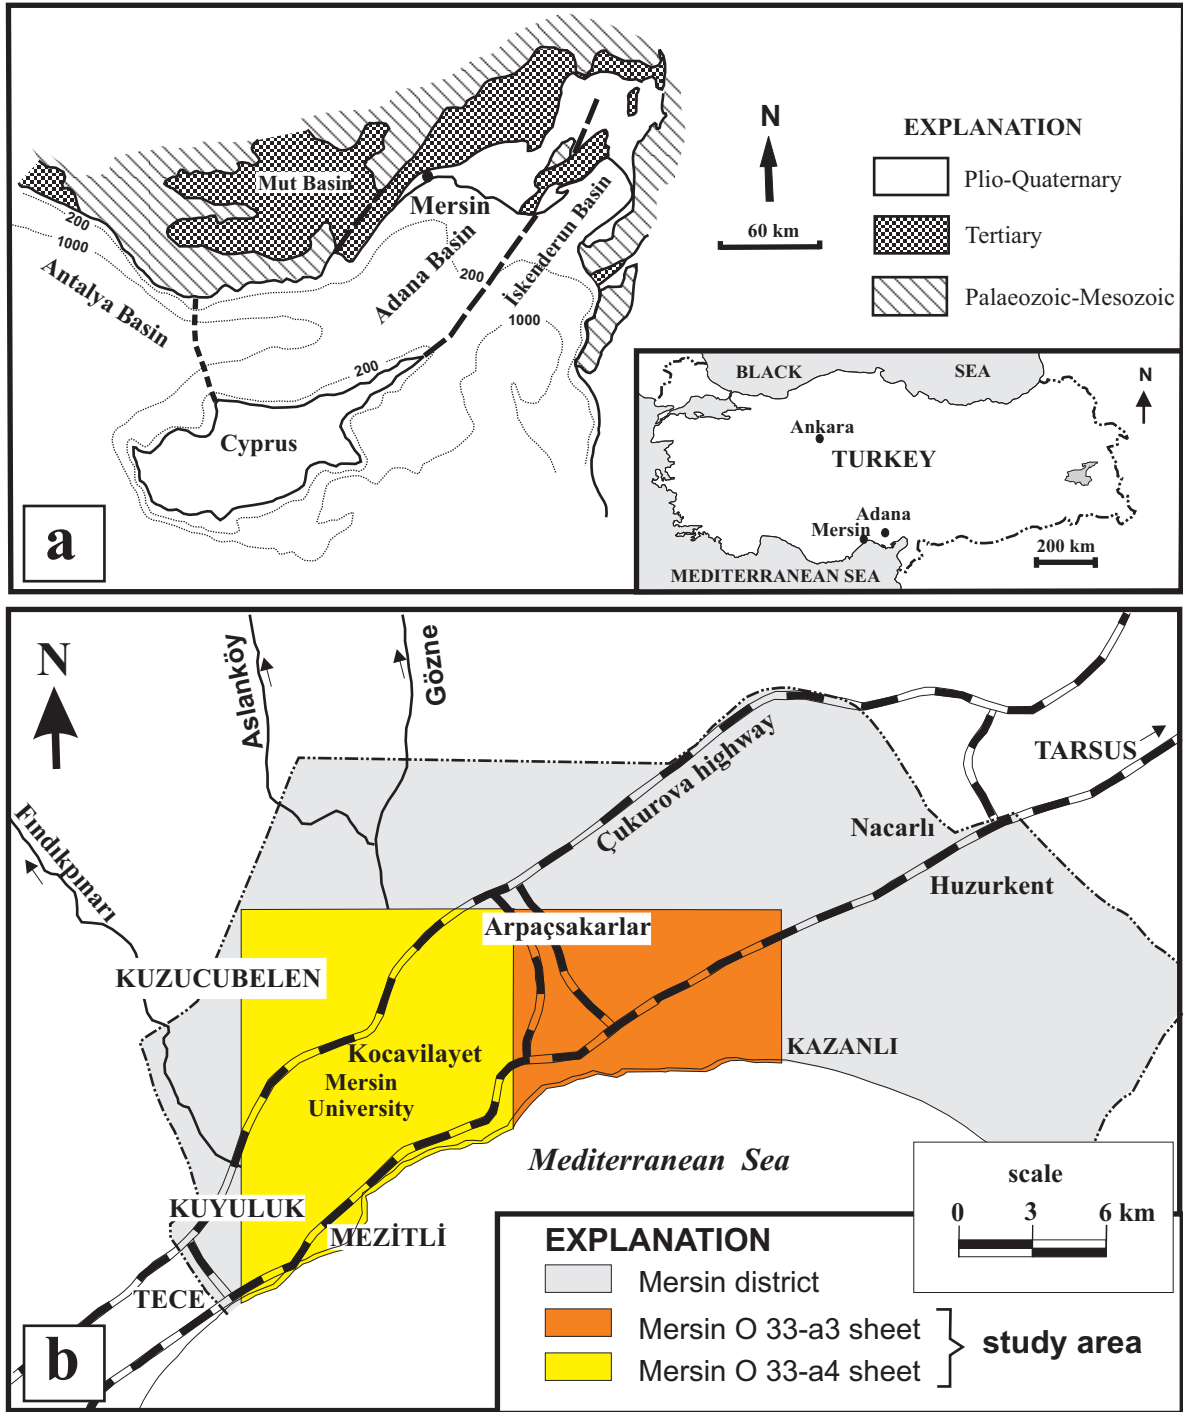 N
EXPLANATION
Plio-Quaternary
Tertiary
Palaeozoic-Mesozoic
60 km
Mut Basin
Mersin
200
1000
Antalya Basin
Adana Basin
200
İskenderun Basin
1000
200
Cyprus
a
BLACK
SEA
N
Ankara
TURKEY
Adana
Mersin
200 km
MEDITERRANEAN SEA
N
Aslanköy
Gözne
Fındıkpınarı
Çukurova highway
TARSUS
Nacarlı
Huzurkent
Arpaçsakarlar
KUZUCUBELEN
Kocavilayet
Mersin
University
KAZANLI
Mediterranean Sea
KUYULUK
MEZİTLİ
TECE
scale
0 3 6 km
EXPLANATION
Mersin district
Mersin O 33-a3 sheet
Mersin O 33-a4 sheet
study area
b